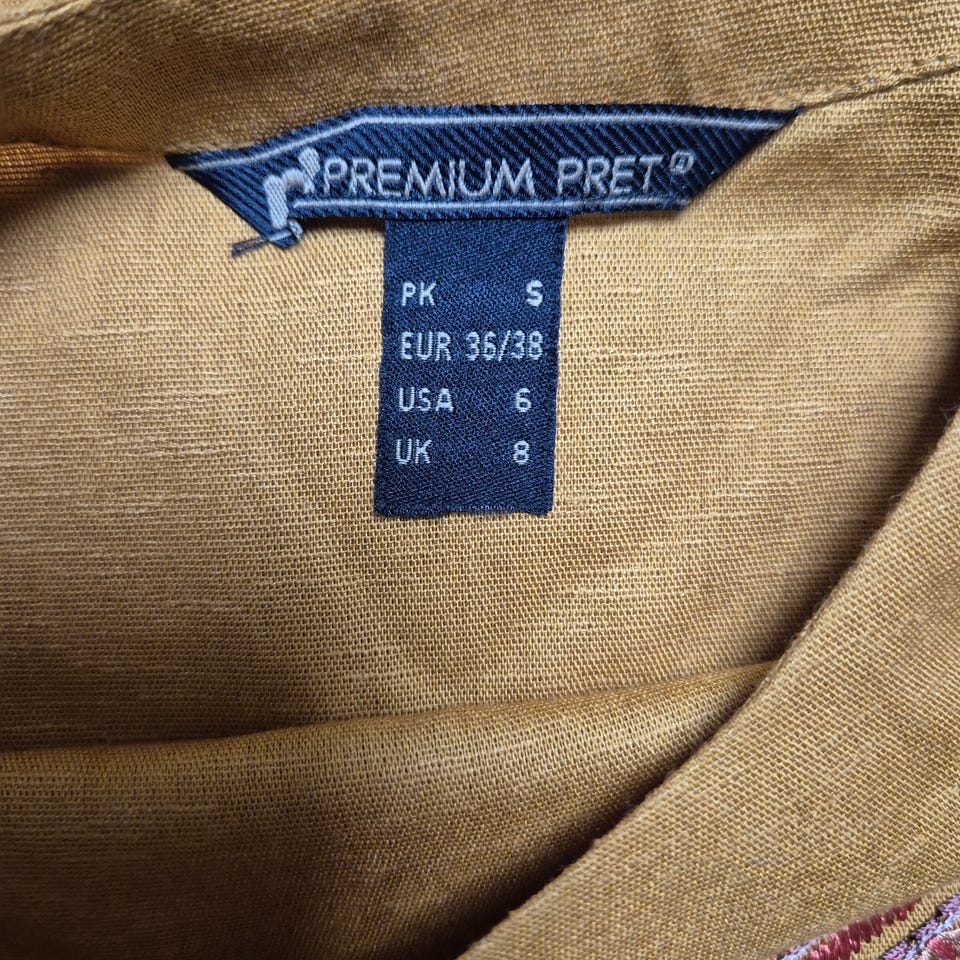 PREMIUM PRET®
PK S
EUR 36/38
USA 6
UK 8